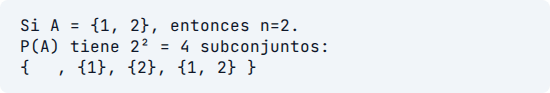 Si A = {1, 2}, entonces n=2.
P(A) tiene 2² = 4 subconjuntos:
{   , {1}, {2}, {1, 2} }